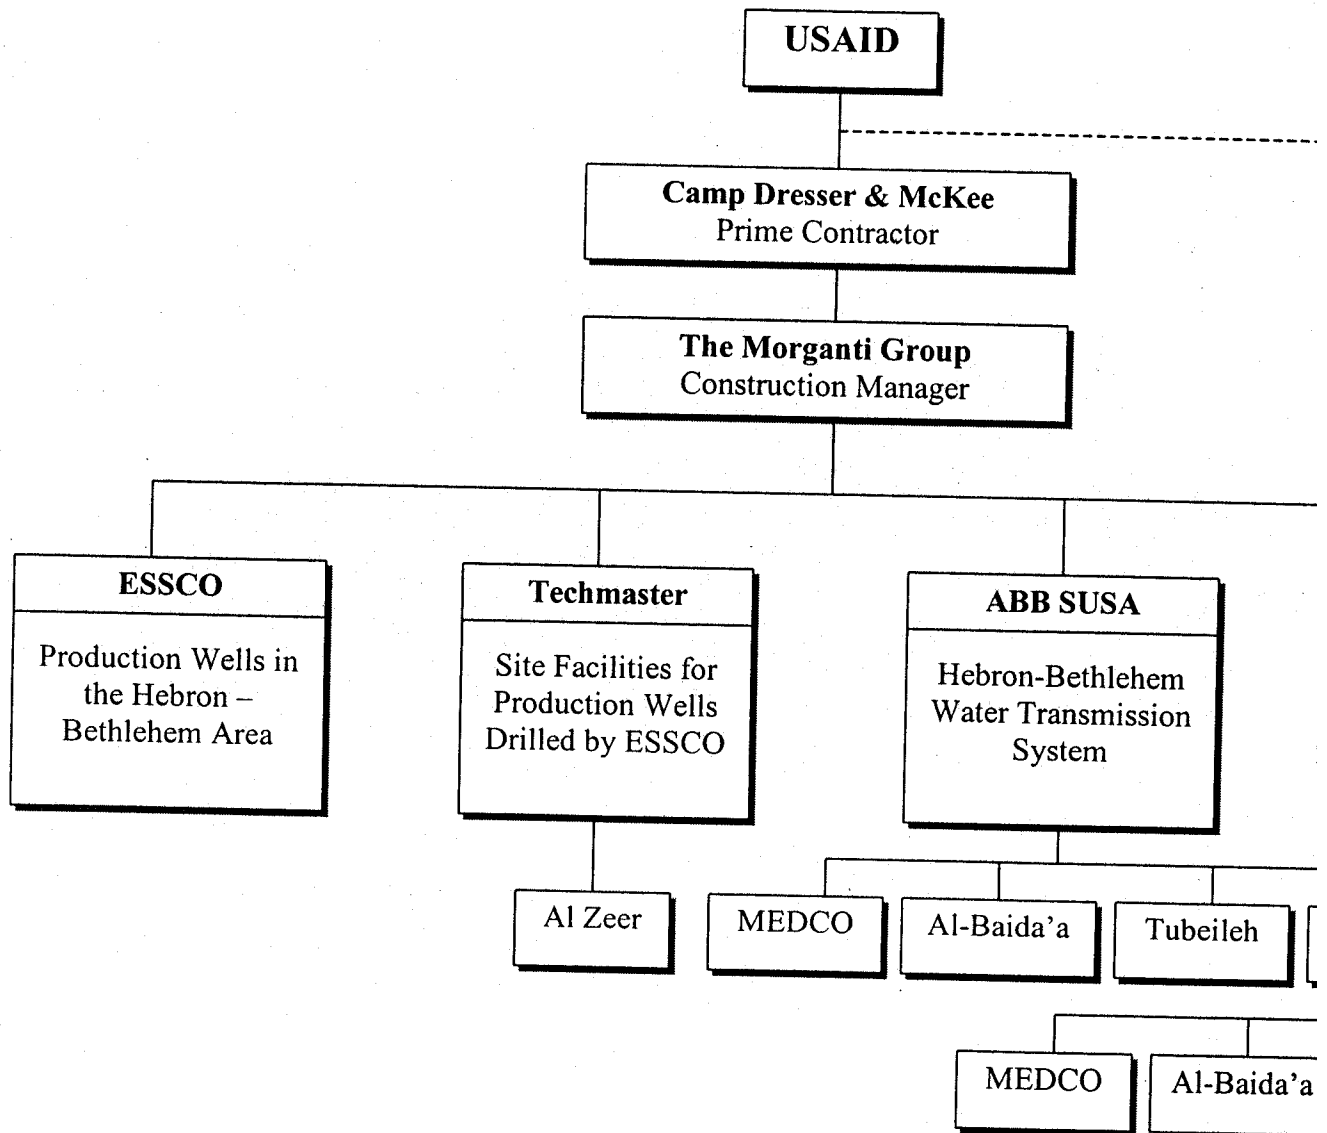 USAID
Camp Dresser & McKee
Prime Contractor
The Morganti Group
Construction Manager
ESSCO
Production Wells in
the Hebron –
Bethlehem Area
Techmaster
Site Facilities for
Production Wells
Drilled by ESSCO
ABB SUSA
Hebron-Bethlehem
Water Transmission
System
Al Zeer
MEDCO
Al-Baida'a
Tubeileh
MEDCO
Al-Baida'a